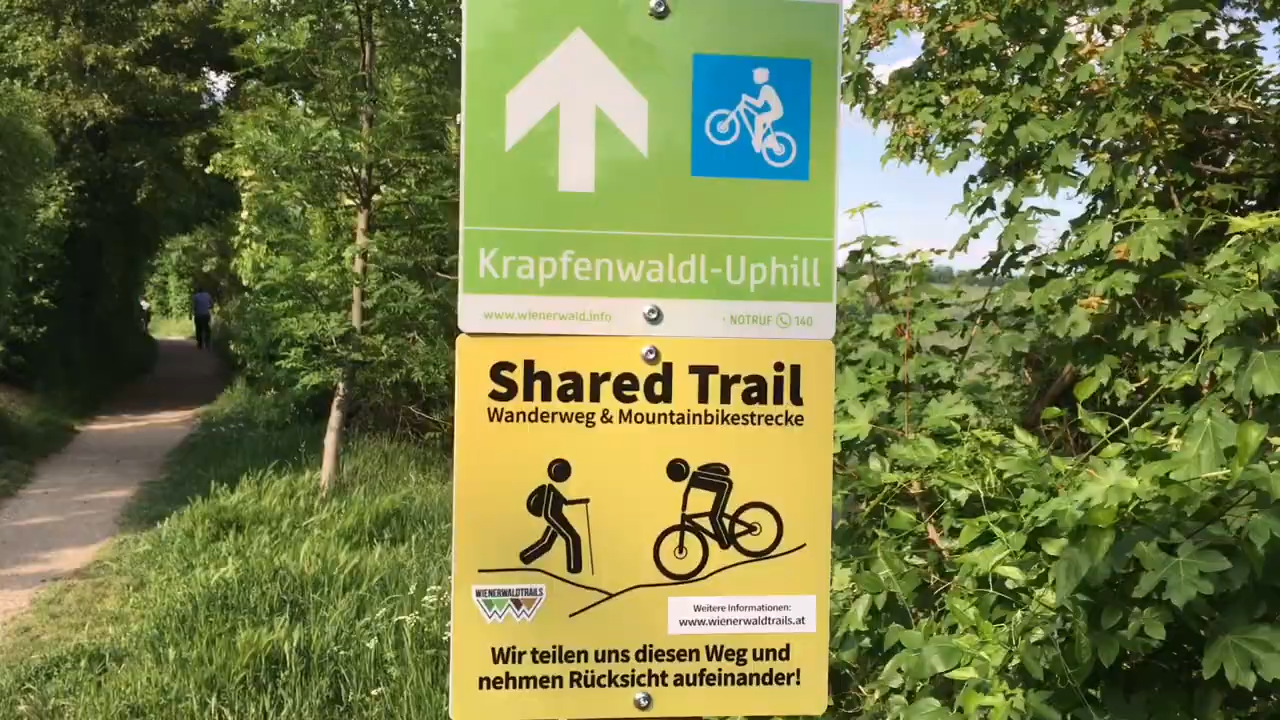 Krapfenwaldl-Uphill
www.wienerwald.info
· NOTRUF 140
Shared Trail
Wanderweg & Mountainbikestrecke
WIENERWALDTRAILS
Weitere Informationen:
www.wienerwaldtrails.at
Wir teilen uns diesen Weg und
nehmen Rücksicht aufeinander!